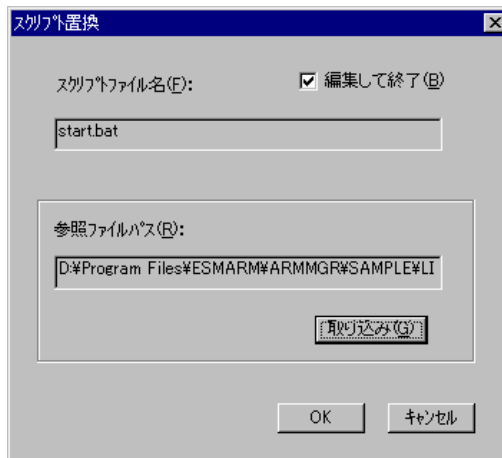 スクリプト置換
スクリプトファイル名(F):
編集して終了(B)
start.bat
参照ファイルパス(R):
D:¥Program Files¥ESMARM¥ARMMGR¥SAMPLE¥LI
取り込み(G)
OK
キャンセル